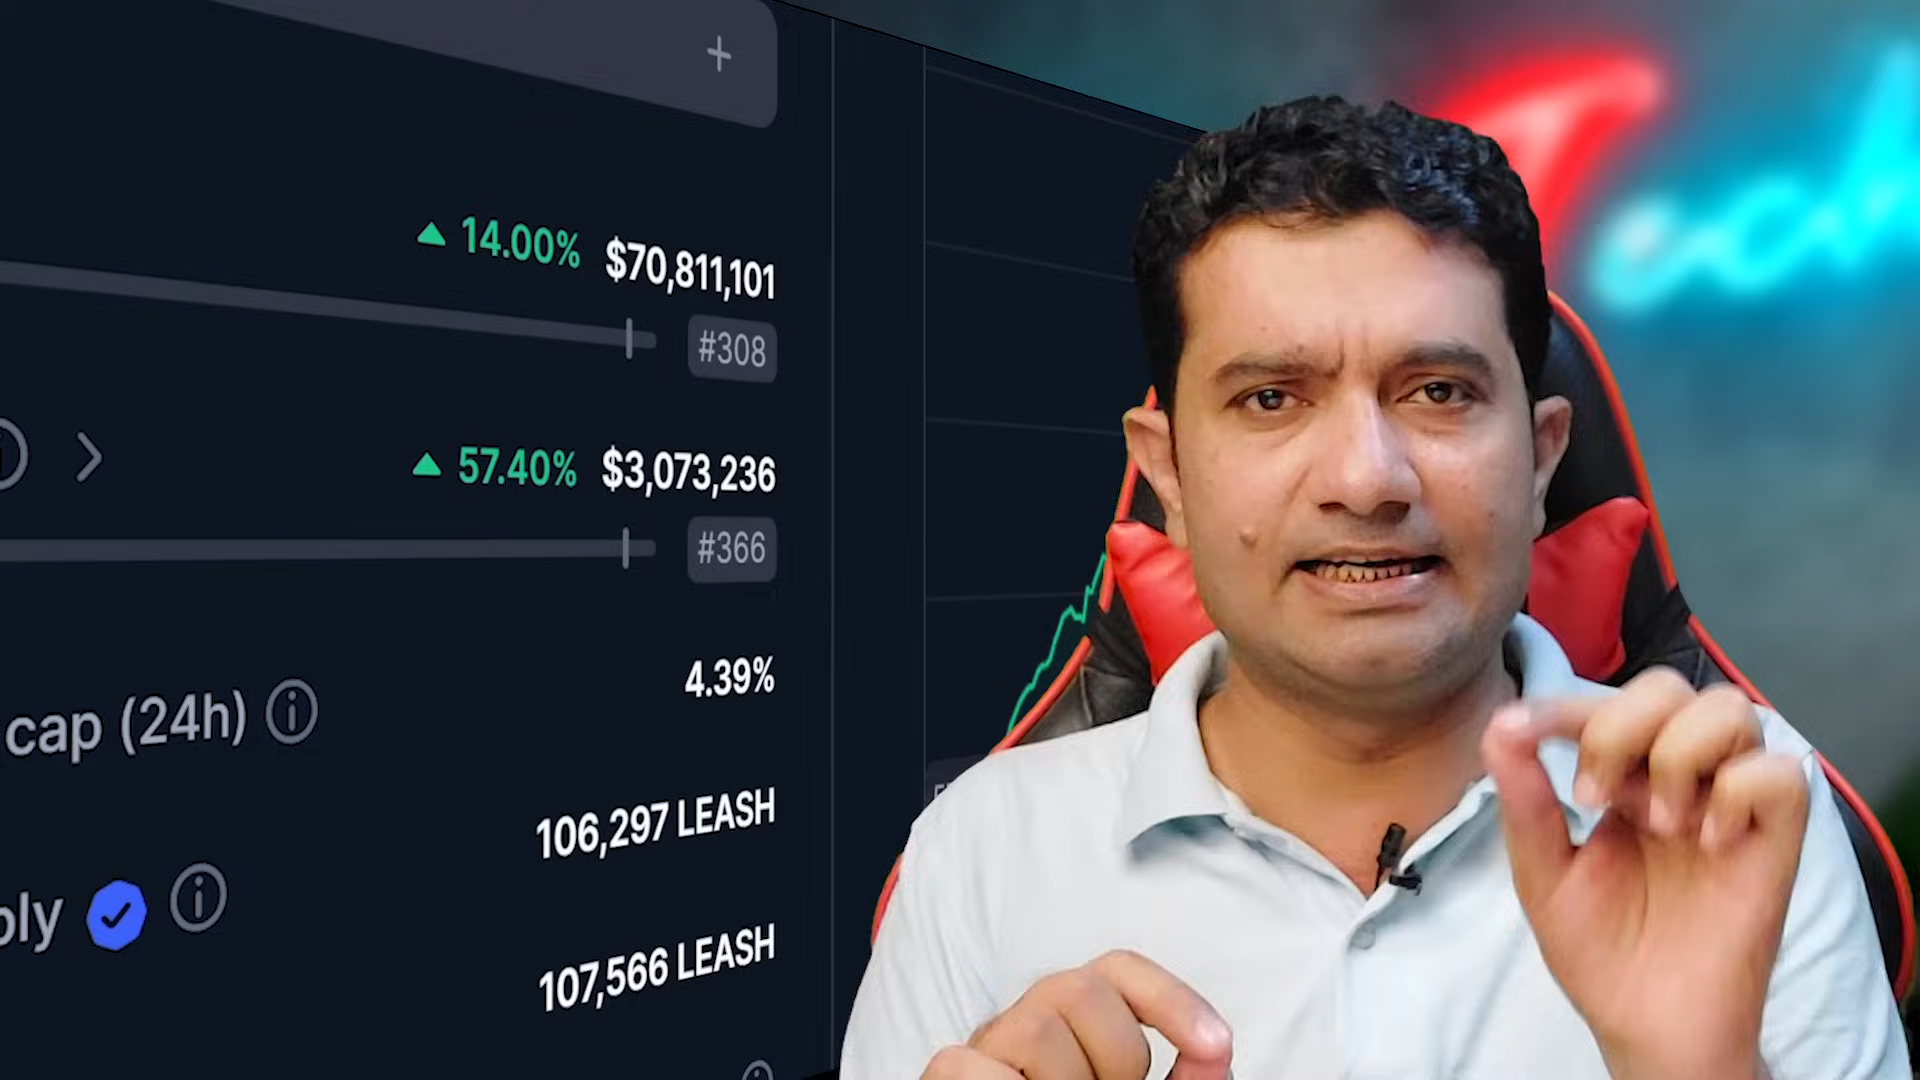 14.00% $70,811,101
#308
57.40% $3,073,236
#366
4.39%
cap (24h)
106,297 LEASH
107,566 LEASH
Tech